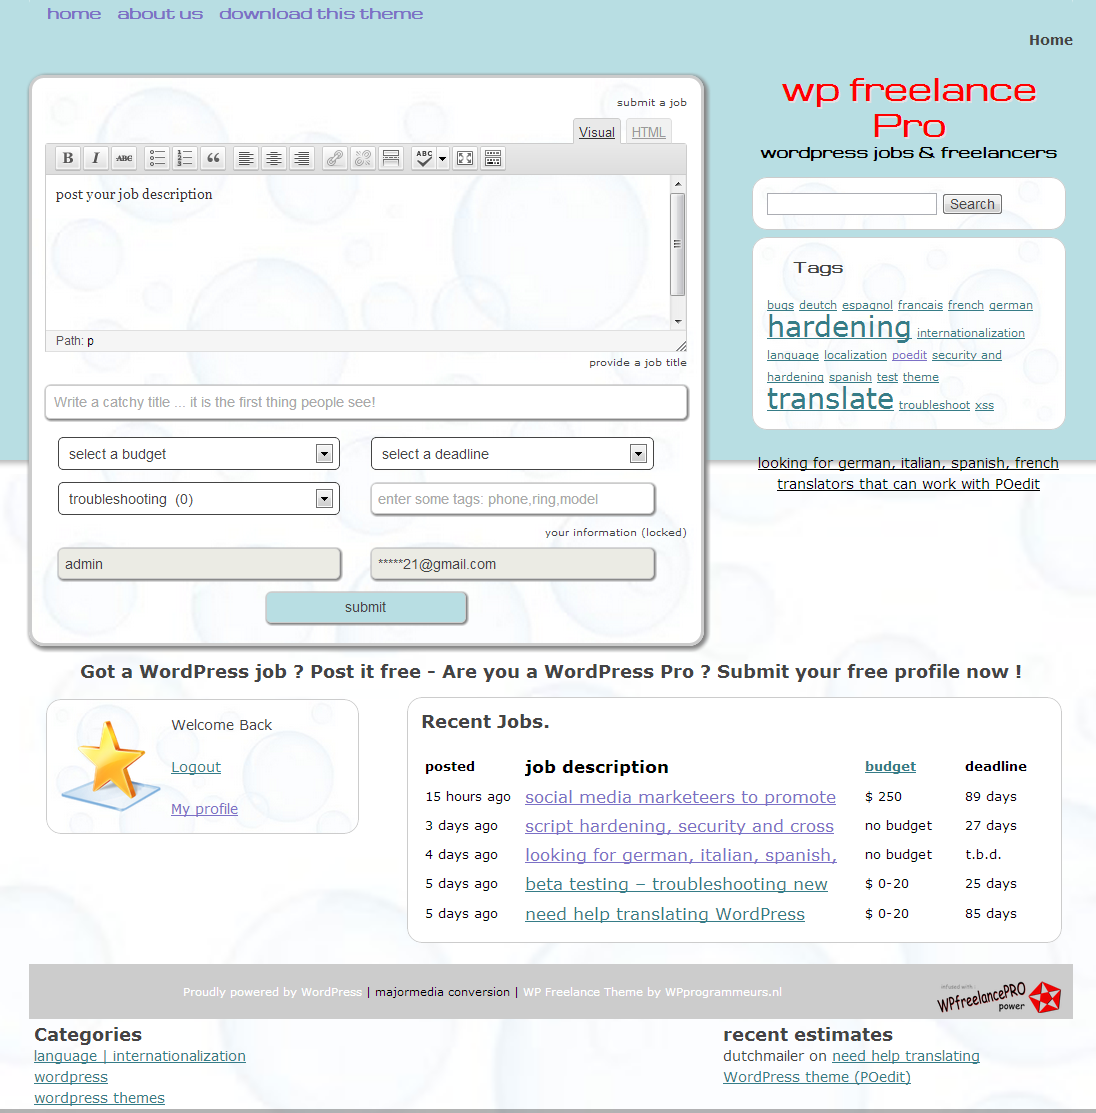 home about us download this theme
Home
submit a job
Visual HTML
B I ABC ABC
post your job description
Path: p
provide a job title
Write a catchy title ... it is the first thing people see!
select a budget select a deadline
troubleshooting (0) enter some tags: phone,ring,model
your information (locked)
admin *****21@gmail.com
submit
wp freelance
Pro
wordpress jobs & freelancers
Search
Tags
bugs deutch espagnol francais french german
hardening internationalization
language localization poedit security and
hardening spanish test theme
translate troubleshoot xss
looking for german, italian, spanish, french
translators that can work with POedit
Got a WordPress job ? Post it free - Are you a WordPress Pro ? Submit your free profile now !
Welcome Back
Logout
My profile
Recent Jobs.
posted job description budget deadline
15 hours ago social media marketeers to promote $ 250 89 days
3 days ago script hardening, security and cross no budget 27 days
4 days ago looking for german, italian, spanish, no budget t.b.d.
5 days ago beta testing – troubleshooting new $ 0-20 25 days
5 days ago need help translating WordPress $ 0-20 85 days
Proudly powered by WordPress | majormedia conversion | WP Freelance Theme by WPprogrammeurs.nl
infused with
WPfreelancePRO
power
Categories
language | internationalization
wordpress
wordpress themes
recent estimates
dutchmailer on need help translating
WordPress theme (POedit)